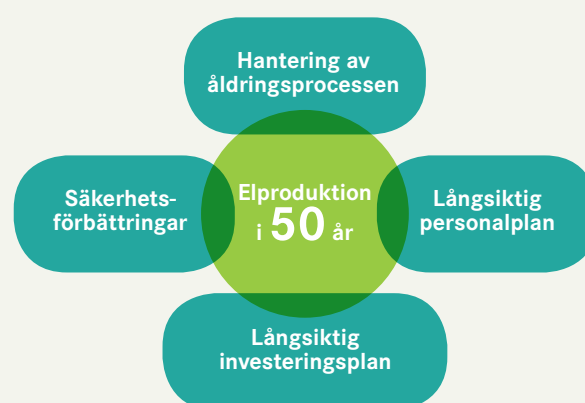 Hantering av
åldringsprocessen
Säkerhets-
förbättringar
Elproduktion
i 50 år
Långsiktig
personalplan
Långsiktig
investeringsplan